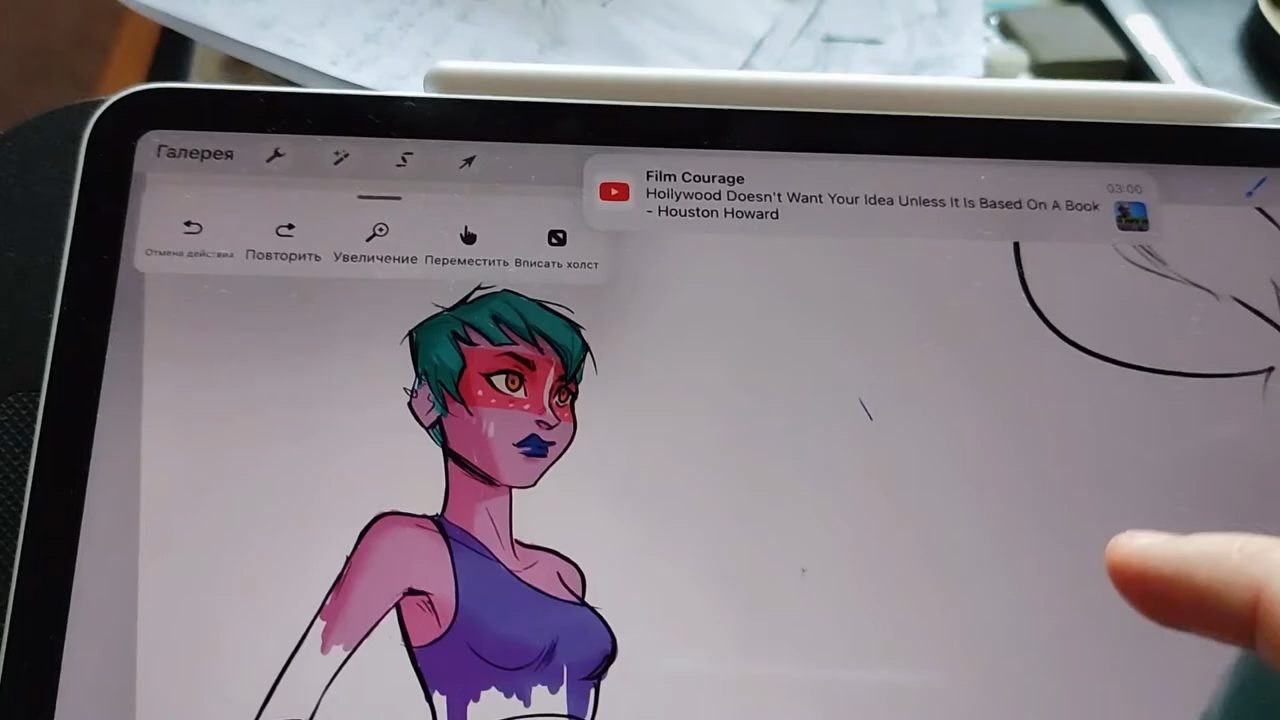 Галерея
Film Courage
03:00
Hollywood Doesn't Want Your Idea Unless It Is Based On A Book
- Houston Howard
Отмена действия
Повторить
Увеличение
Переместить
Вписать холст